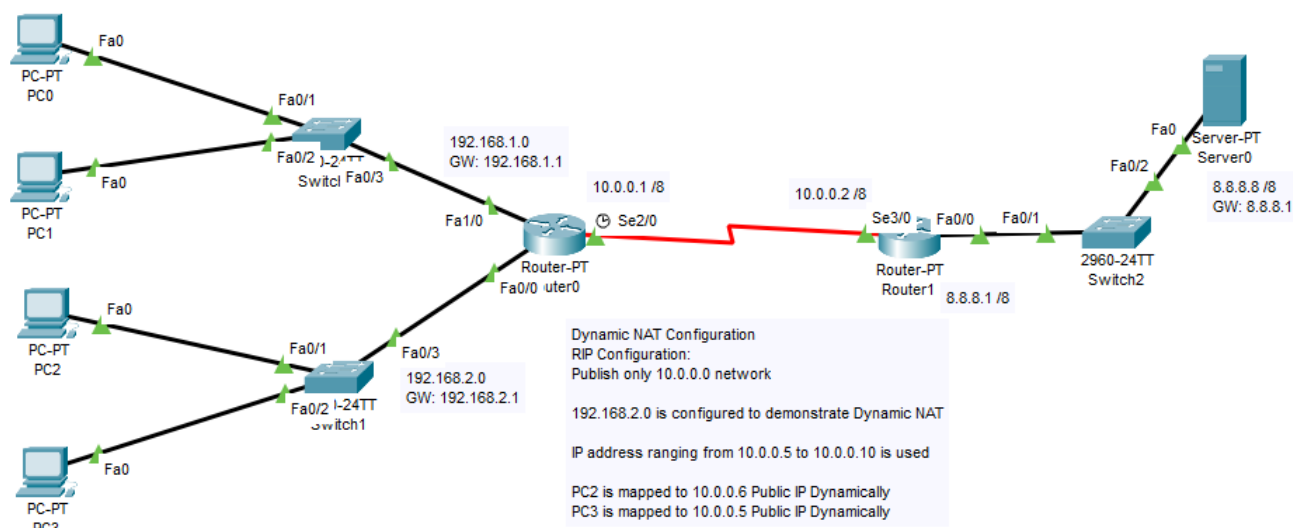 Fa0
PC-PT
PC0
Fa0/1
Fa0
PC-PT
PC1
Fa0/2
-24TT
Fa0/3
192.168.1.0
GW: 192.168.1.1
Fa1/0
10.0.0.1 /8
Se2/0
Router-PT
uter0
Fa0/0
10.0.0.2 /8
Se3/0
Fa0/0
Fa0/1
Router-PT
Router1
8.8.8.1 /8
2960-24TT
Switch2
Fa0/2
Fa0
Server-PT
Server0
8.8.8.8 /8
GW: 8.8.8.1
Fa0
PC-PT
PC2
Fa0/1
Fa0/3
Fa0/2
-24TT
witch1
192.168.2.0
GW: 192.168.2.1
Fa0
PC-PT
PC3
Dynamic NAT Configuration
RIP Configuration:
Publish only 10.0.0.0 network
192.168.2.0 is configured to demonstrate Dynamic NAT
IP address ranging from 10.0.0.5 to 10.0.0.10 is used
PC2 is mapped to 10.0.0.6 Public IP Dynamically
PC3 is mapped to 10.0.0.5 Public IP Dynamically